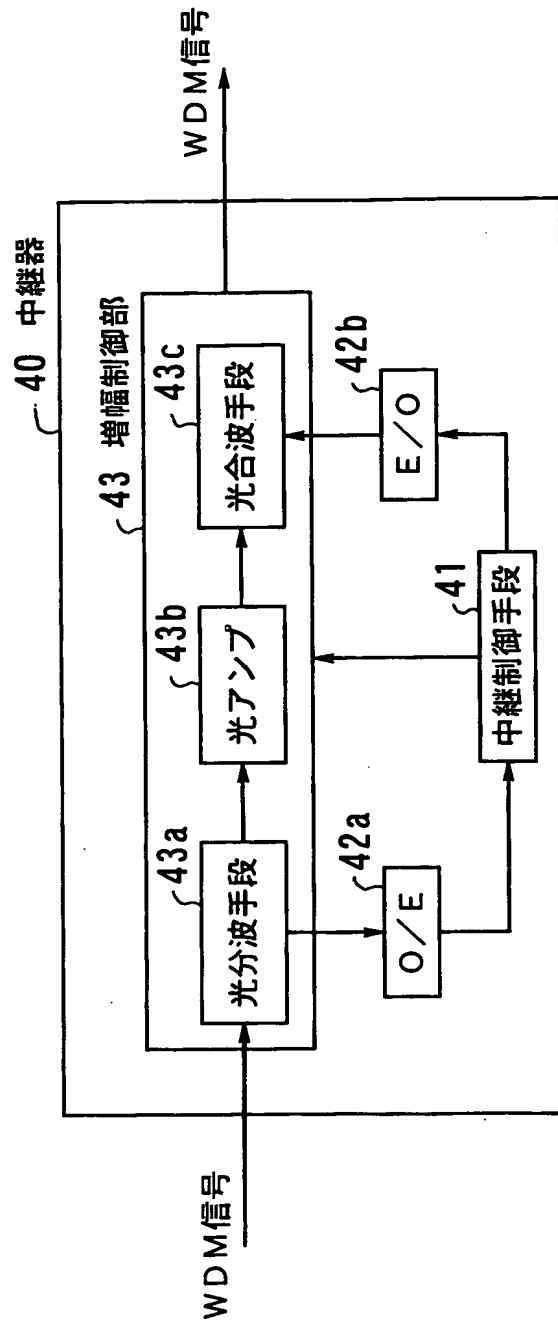 40 中継器
43 増幅制御部
WDM信号
43a
光分波手段
43b
光アンプ
43c
光合波手段
WDM信号
42a
O/E
41
中継制御手段
42b
E/O